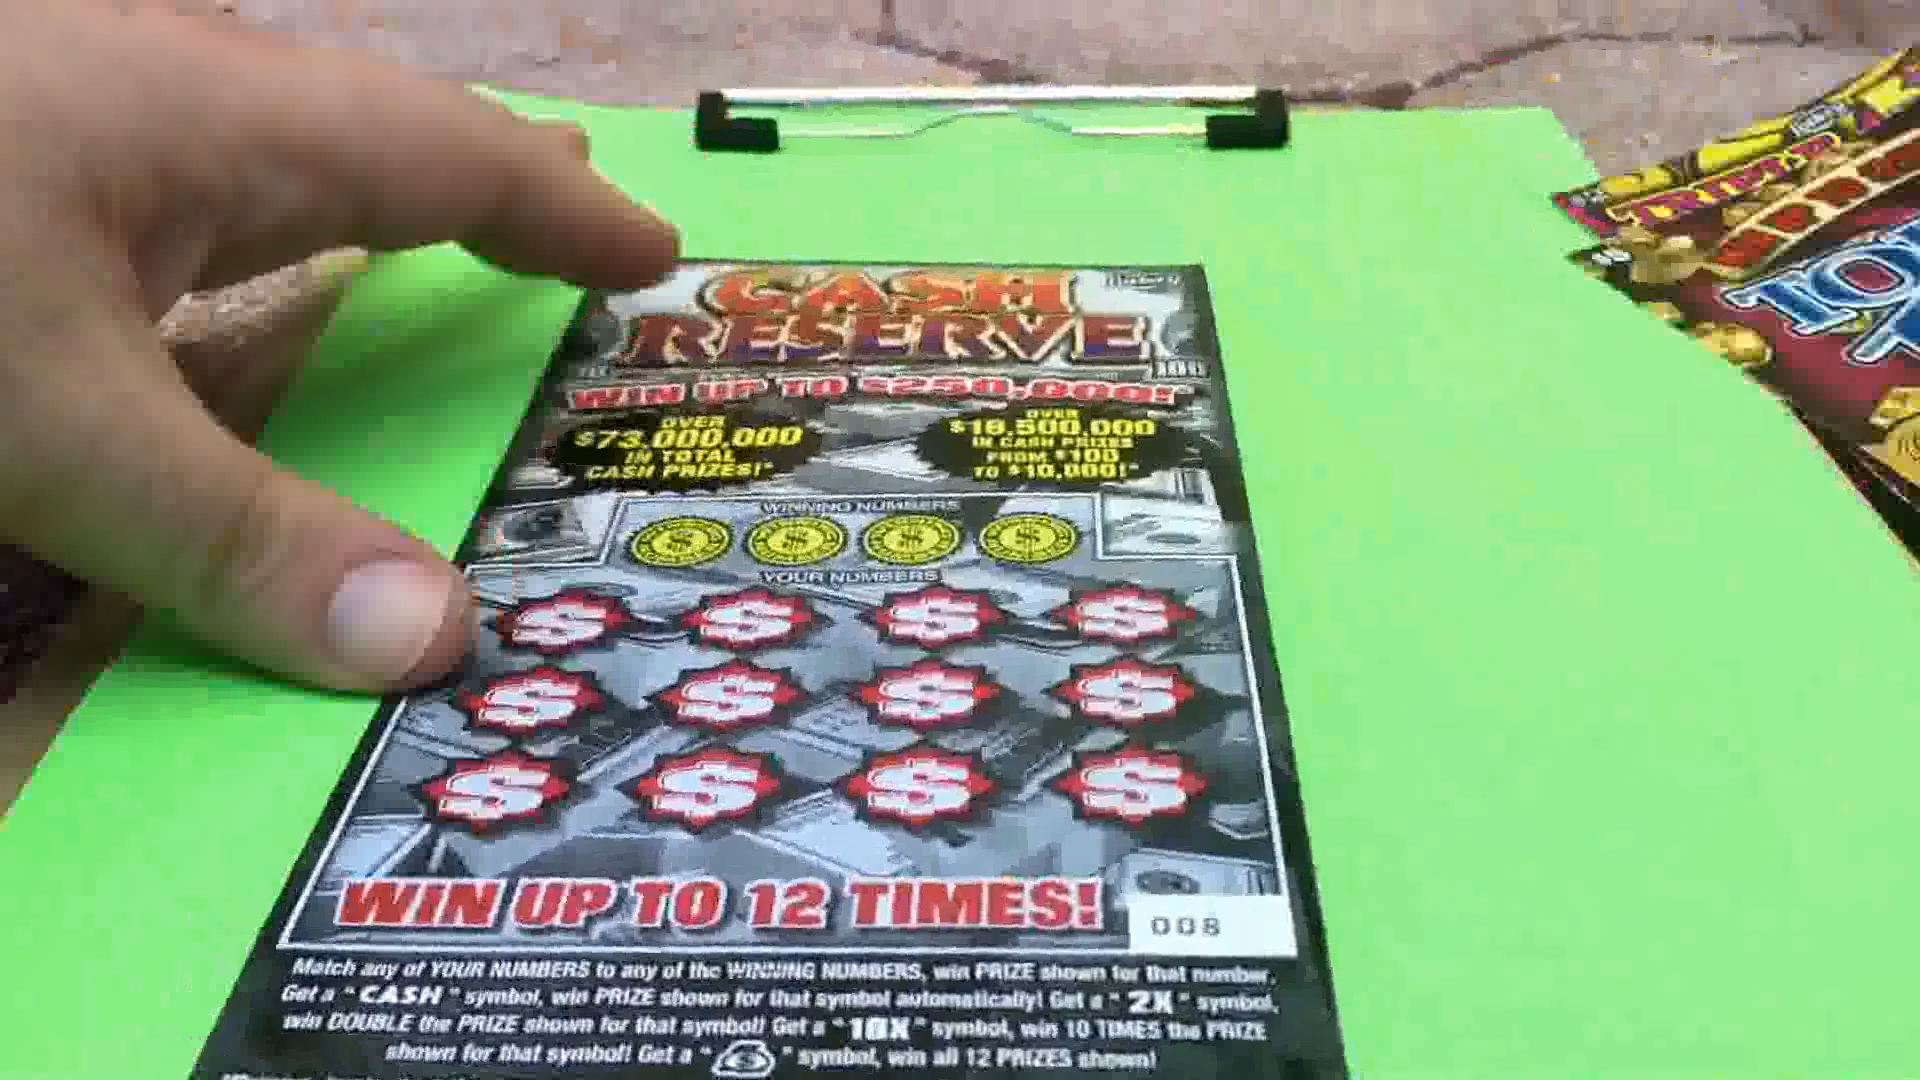 CASH
RESERVE
WIN UP TO $250,000!
OVER
$73,000,000
IN TOTAL
CASH PRIZES!*
OVER
$18,500,000
IN CASH PRIZES
FROM $100
TO $10,000!*
WINNING NUMBERS
YOUR NUMBERS
WIN UP TO 12 TIMES!
008
Match any of YOUR NUMBERS to any of the WINNING NUMBERS, win PRIZE shown for that number.
Get a "CASH" symbol, win PRIZE shown for that symbol automatically! Get a "2X" symbol,
win DOUBLE the PRIZE shown for that symbol! Get a "10X" symbol, win 10 TIMES the PRIZE
shown for that symbol! Get a " " symbol, win all 12 PRIZES shown!